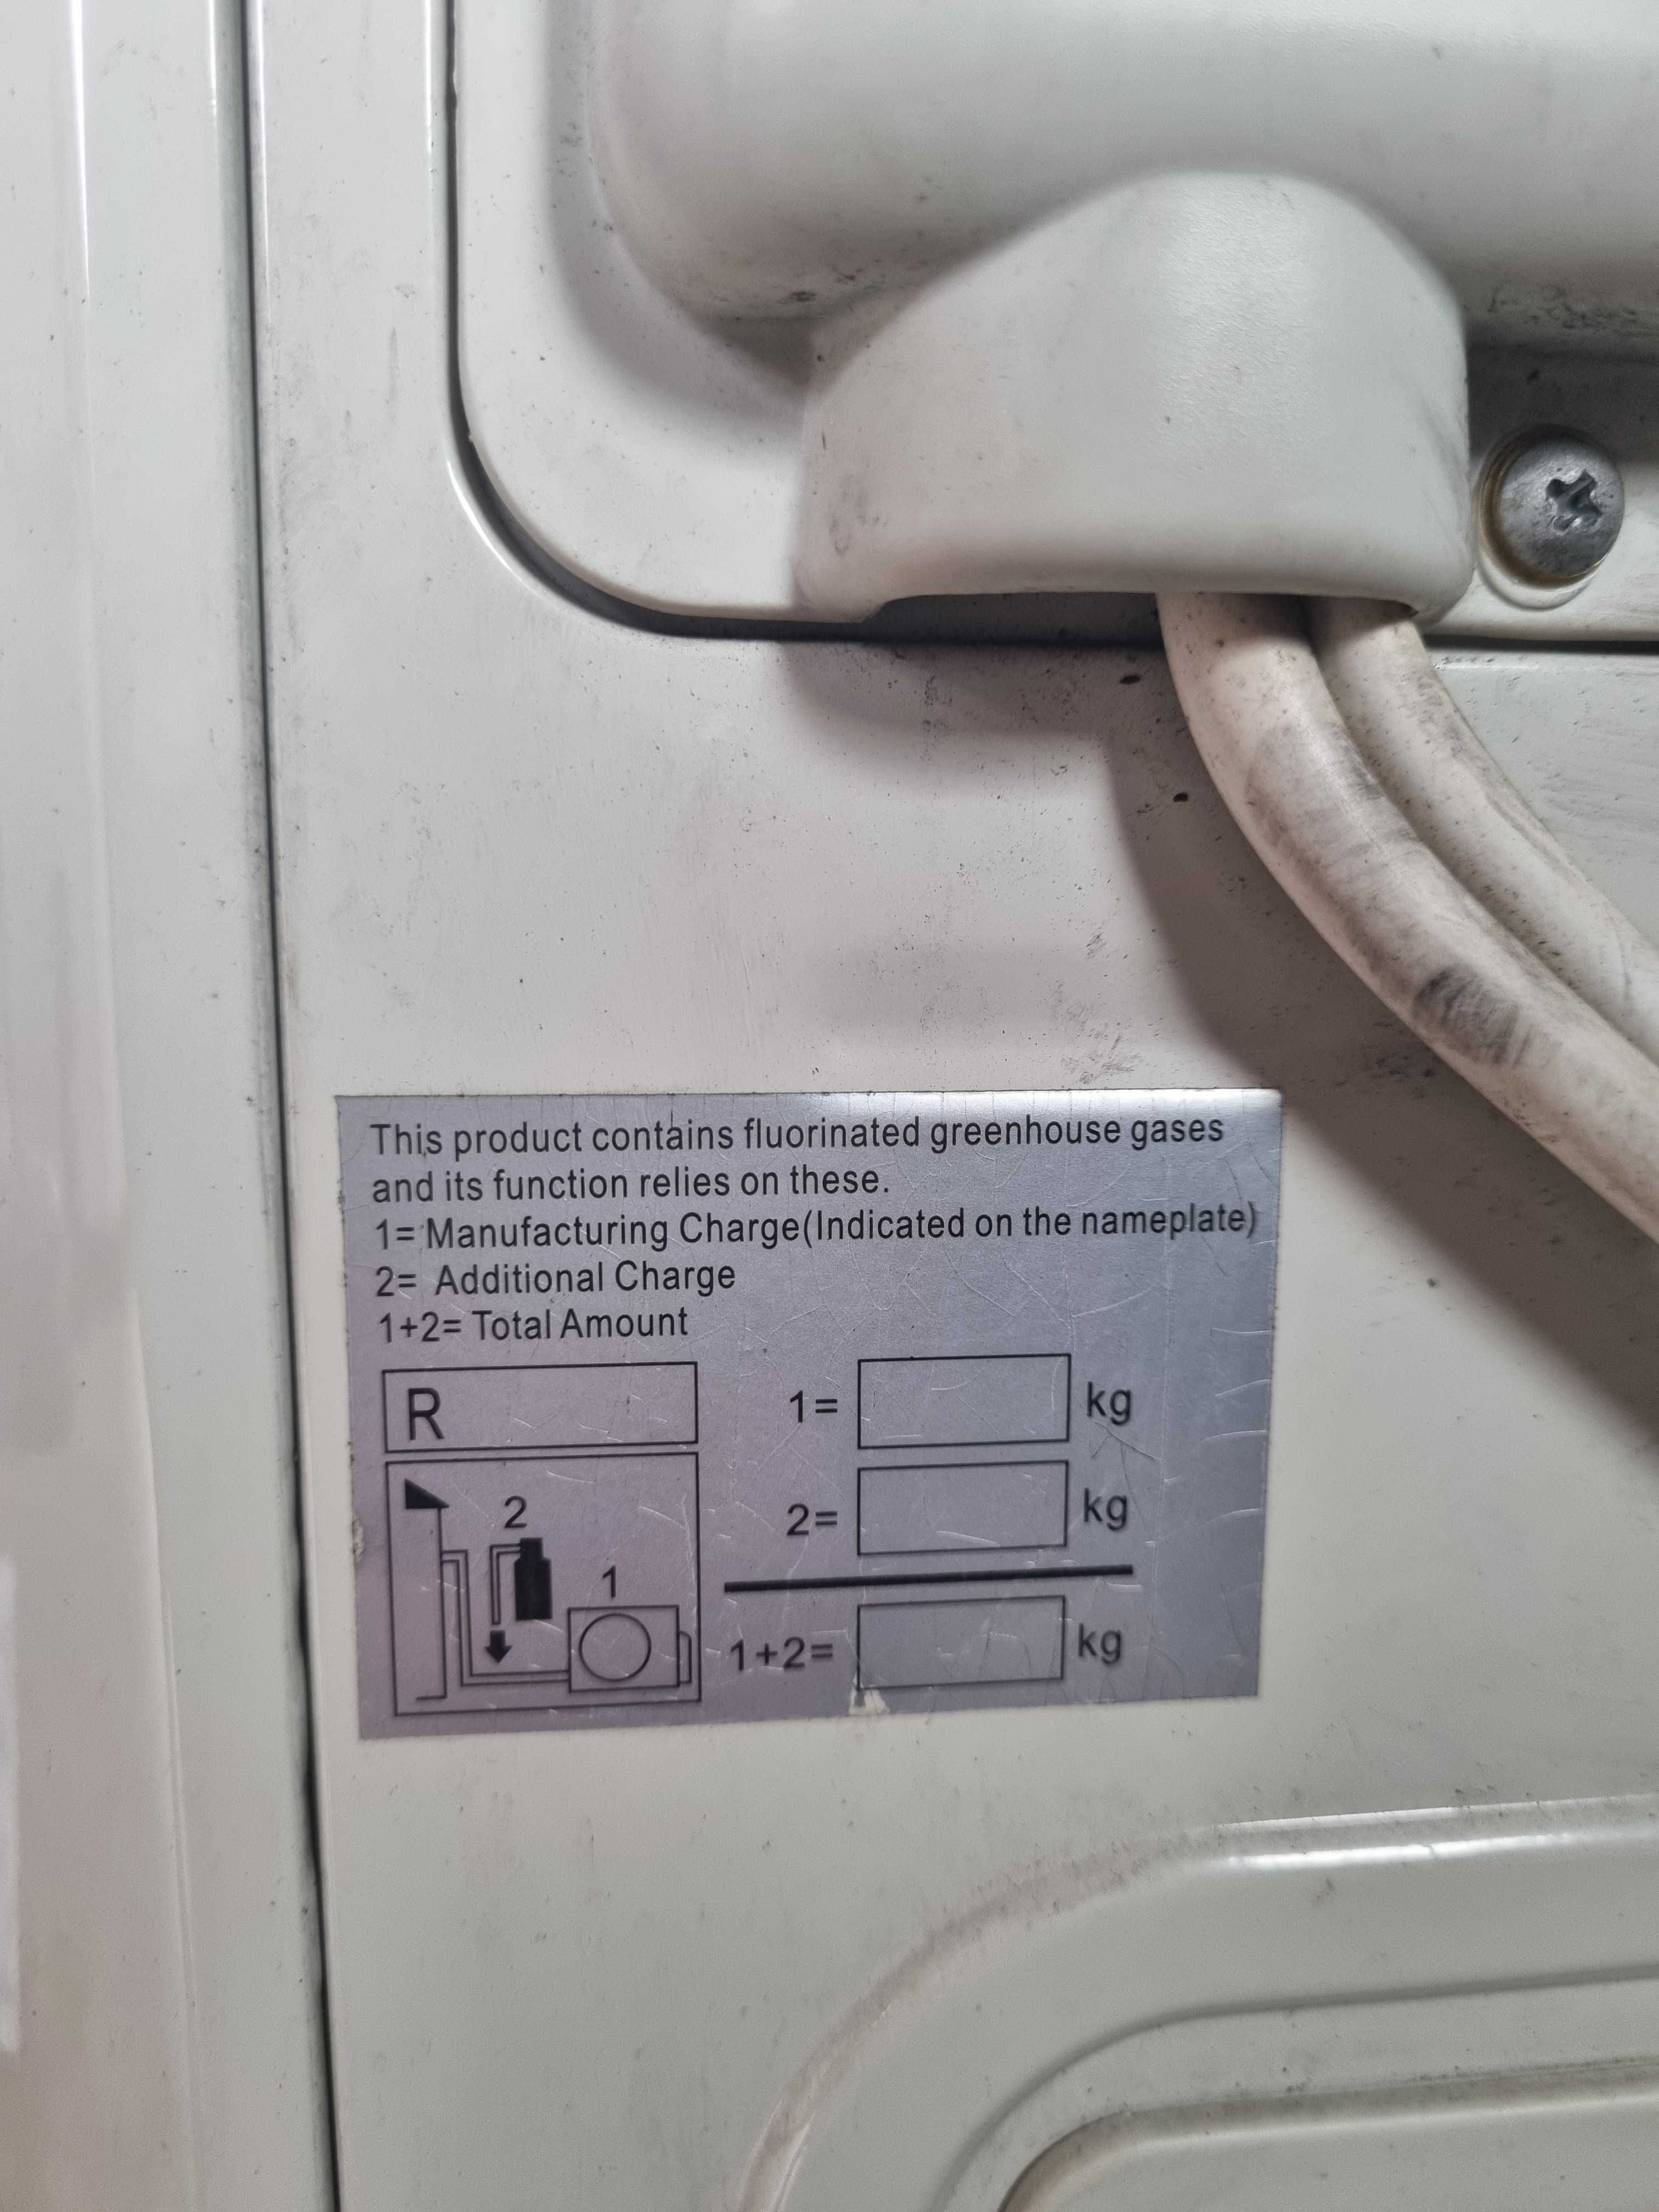 This product contains fluorinated greenhouse gases
and its function relies on these.
1= Manufacturing Charge(Indicated on the nameplate)
2= Additional Charge
1+2= Total Amount
R
1= kg
2= kg
2
1
1+2= kg